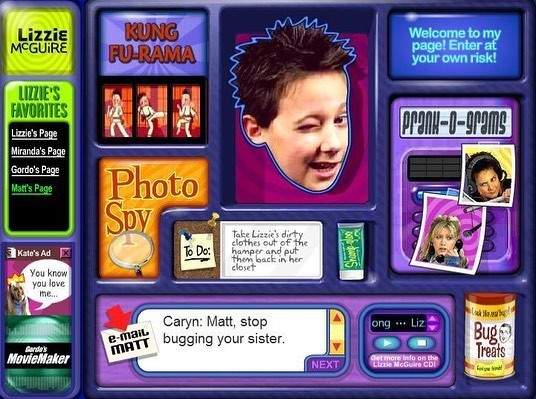 Lizzie
McGUiRE
LIZZIE'S
FAVORITES
Lizzie's Page
Miranda's Page
Gordo's Page
Matt's Page
Kate's Ad
You know
you love
me...
Gordo's
MovieMaker
KUNG
FU-RAMA
Photo
Spy
To Do:
Take Lizzie's dirty
clothes out of the
hamper and put
them back in her
closet
Welcome to my
page! Enter at
your own risk!
PRANK-O-GRAMS
e-mail
MATT
Caryn: Matt, stop
bugging your sister.
NEXT
ong ... Liz
Get more info on the
Lizzie McGuire CD!
Bug
Treats